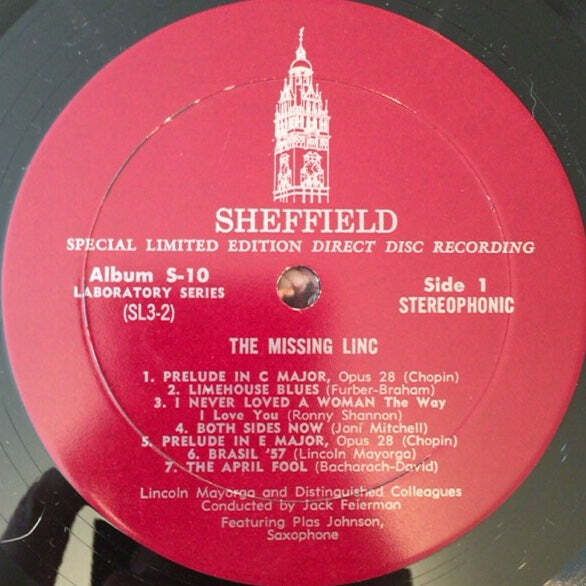 SHEFFIELD
SPECIAL LIMITED EDITION DIRECT DISC RECORDING
Album S-10
LABORATORY SERIES
(SL3-2)
Side 1
STEREOPHONIC
THE MISSING LINC
1. PRELUDE IN C MAJOR, Opus 28 (Chopin)
2. LIMEHOUSE BLUES (Furber-Braham)
3. I NEVER LOVED A WOMAN The Way
I Love You (Ronny Shannon)
4. BOTH SIDES NOW (Joni Mitchell)
5. PRELUDE IN E MAJOR, Opus 28 (Chopin)
6. BRASIL '57 (Lincoln Mayorga)
7. THE APRIL FOOL (Bacharach-David)
Lincoln Mayorga and Distinguished Colleagues
Conducted by Jack Feierman
Featuring Plas Johnson,
Saxophone